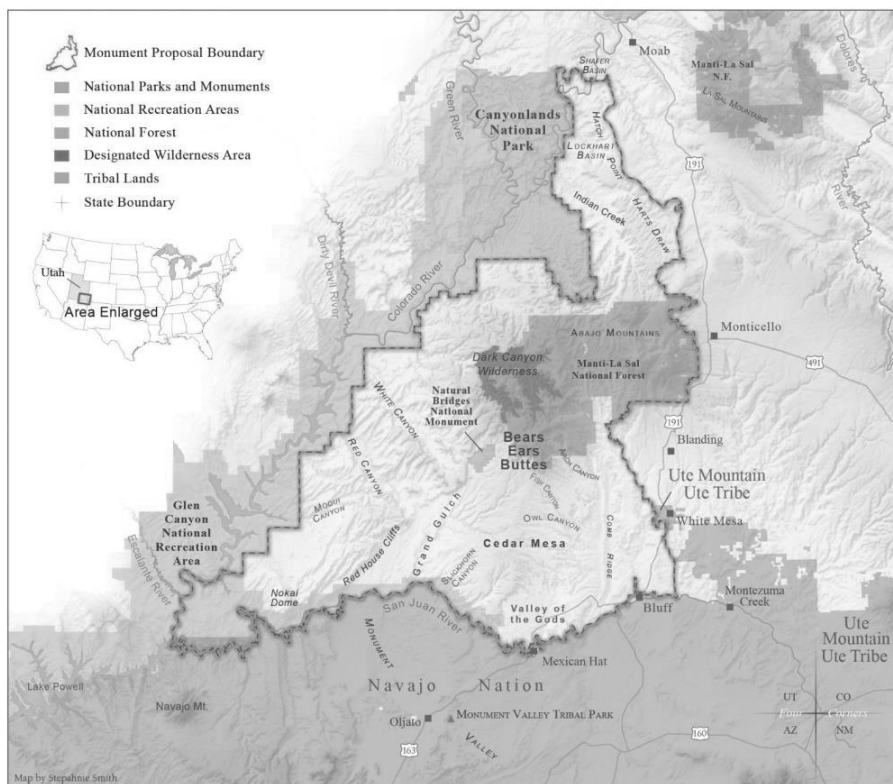 Monument Proposal Boundary
National Parks and Monuments
National Recreation Areas
National Forest
Designated Wilderness Area
Tribal Lands
State Boundary
Utah
Area Enlarged
Moab
SHAFER
BASIN
Manti-La Sal
N.F.
LA SAL MOUNTAINS
Dolores
River
Green River
Canyonlands
National
Park
HATCH
POINT
LOCKHART
BASIN
191
Indian Creek
HARTS DRAW
Dirty Devil River
Colorado River
ABAJO MOUNTAINS
Monticello
491
Dark Canyon
Wilderness
Manti-La Sal
National Forest
Natural
Bridges
National
Monument
WHITE CANYON
RED CANYON
191
Blanding
Bears
Ears
Buttes
ARCH CANYON
FISH CANYON
Ute Mountain
Ute Tribe
White Mesa
Glen
Canyon
National
Recreation
Area
MOQUI
CANYON
OWL CANYON
COMB RIDGE
Grand Gulch
Cedar Mesa
Red House Cliffs
SLICKHORN
CANYON
Escalante River
Nokai
Dome
San Juan River
Valley of
the Gods
Bluff
Montezuma
Creek
Ute
Mountain
Ute Tribe
MONUMENT
VALLEY
Mexican Hat
Lake Powell
Navajo Mt.
Navajo Nation
Oljato
MONUMENT VALLEY TRIBAL PARK
163
160
UT CO
Four Corners
AZ NM
Map by Stepahnie Smith